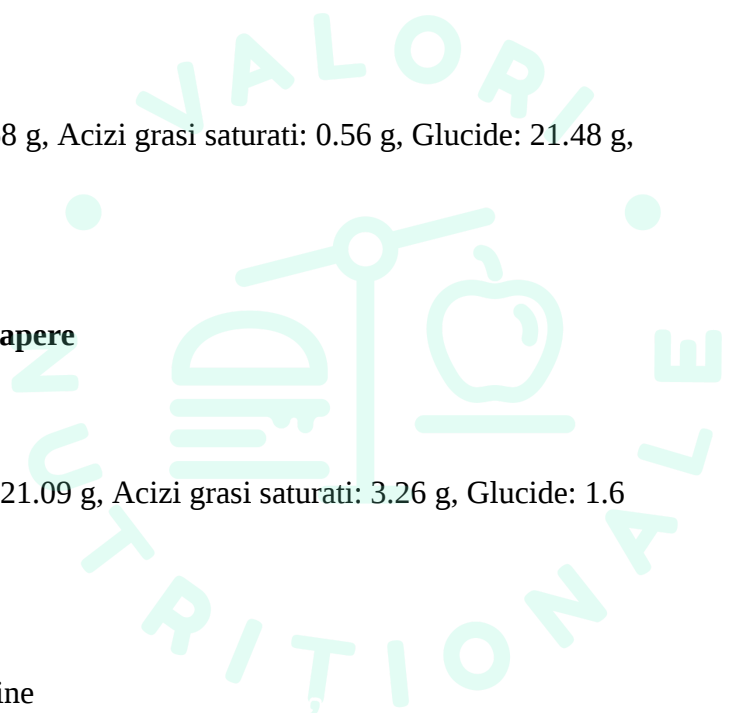 VALORI
8 g, Acizi grasi saturati: 0.56 g, Glucide: 21.48 g,
apere
21.09 g, Acizi grasi saturati: 3.26 g, Glucide: 1.6
ine
NUTRIȚIONALE